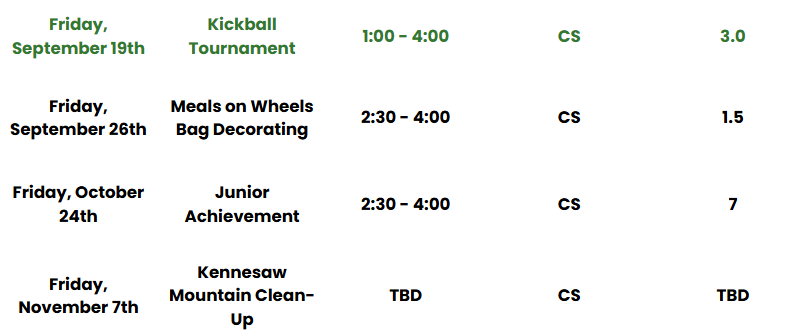 Friday,
September 19th
Kickball
Tournament
1:00 - 4:00
CS
3.0
Friday,
September 26th
Meals on Wheels
Bag Decorating
2:30 - 4:00
CS
1.5
Friday, October
24th
Junior
Achievement
2:30 - 4:00
CS
7
Friday,
November 7th
Kennesaw
Mountain Clean-
Up
TBD
CS
TBD